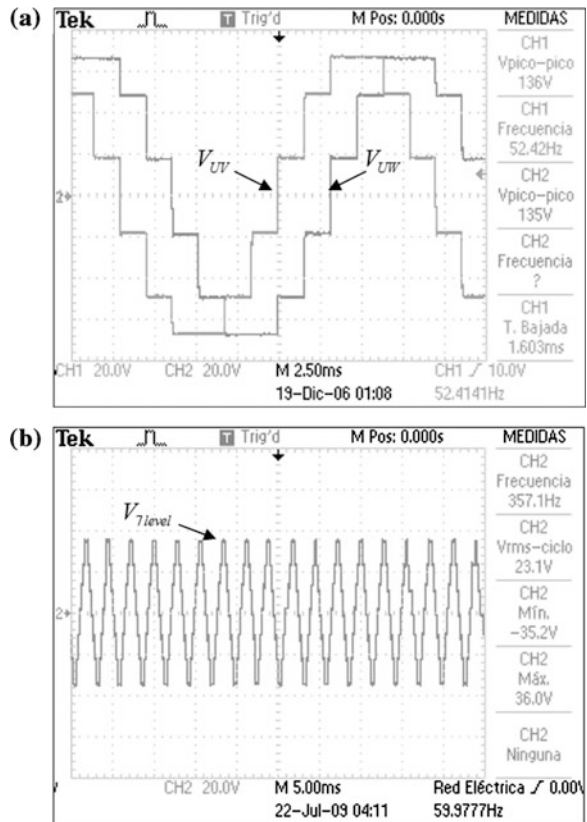 (a) Tek T Trig'd M Pos: 0.000s MEDIDAS
CH1
Vpico-pico
136V
CH1
Frecuencia
52.42Hz
CH2
Vpico-pico
135V
CH2
Frecuencia
?
CH1
T. Bajada
1.603ms
V_UV V_UW
2
CH1 20.0V CH2 20.0V M 2.50ms CH1 10.0V
19-Dic-06 01:08 52.4141Hz
(b) Tek T Trig'd M Pos: 0.000s MEDIDAS
CH2
Frecuencia
357.1Hz
CH2
Vrms-ciclo
23.1V
CH2
Mín.
-35.2V
CH2
Máx.
36.0V
CH2
Ninguna
V_7level
2
CH2 20.0V M 5.00ms Red Eléctrica 0.00V
22-Jul-09 04:11 59.9777Hz